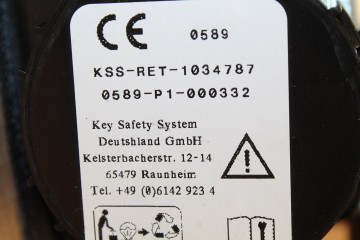 CE 0589
KSS-RET-1034787
0589-P1-000332
Key Safety System
Deutshland GmbH
Kelsterbacherstr. 12-14
65479 Raunheim
Tel. +49 (0)6142 923 4